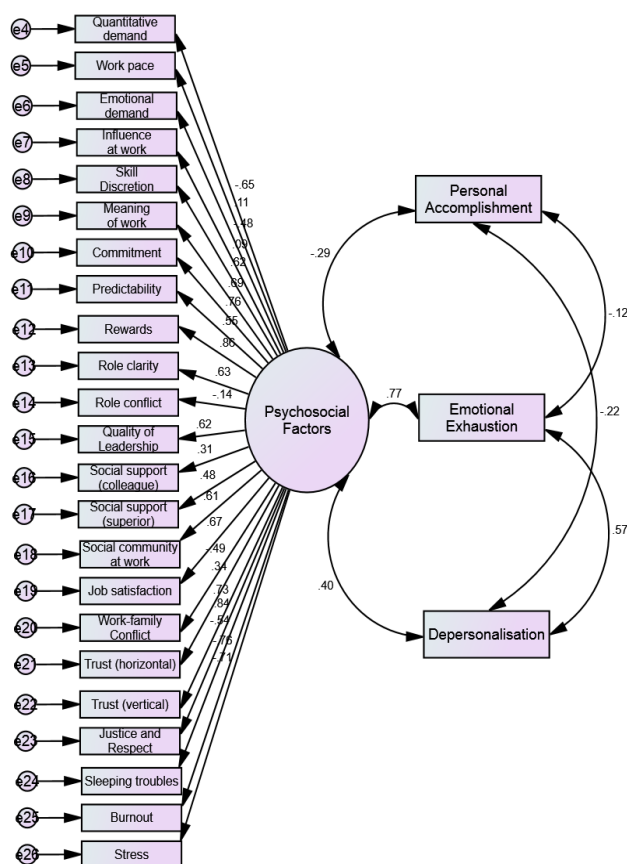 e4
Quantitative
demand
e5
Work pace
e6
Emotional
demand
e7
Influence
at work
e8
Skill
Discretion
e9
Meaning
of work
e10
Commitment
e11
Predictability
e12
Rewards
e13
Role clarity
e14
Role conflict
e15
Quality of
Leadership
e16
Social support
(colleague)
e17
Social support
(superior)
e18
Social community
at work
e19
Job satisfaction
e20
Work-family
Conflict
e21
Trust (horizontal)
e22
Trust (vertical)
e23
Justice and
Respect
e24
Sleeping troubles
e25
Burnout
e26
Stress
-.65
.11
-.48
.09
.62
.69
.76
.55
.86
.63
-.14
.62
.31
.48
.61
.67
-.49
.34
.73
.84
-.54
-.76
-.71
Psychosocial
Factors
-.29
.77
.40
Personal
Accomplishment
Emotional
Exhaustion
Depersonalisation
-.12
-.22
.57